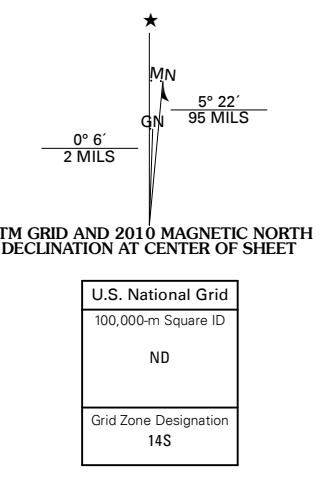 MN
5° 22´
95 MILS
GN
0° 6´
2 MILS
TM GRID AND 2010 MAGNETIC NORTH
DECLINATION AT CENTER OF SHEET
U.S. National Grid
100,000-m Square ID
ND
Grid Zone Designation
14S